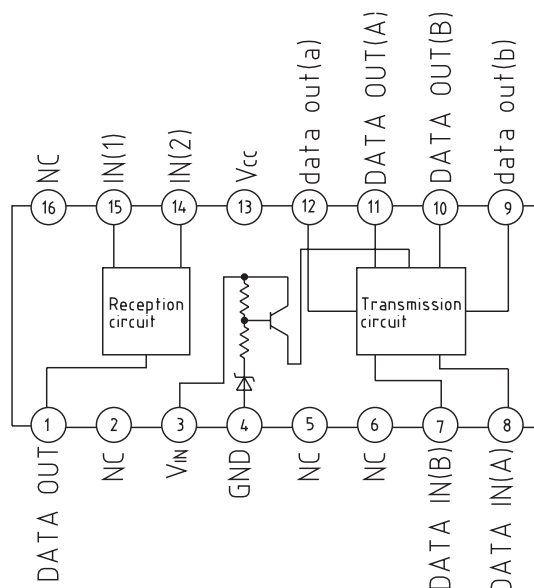 NC
IN(1)
IN(2)
Vcc
data out(a)
DATA OUT(A)
DATA OUT(B)
data out(b)
16
15
14
13
12
11
10
9
Reception
circuit
Transmission
circuit
1
2
3
4
5
6
7
8
DATA OUT
NC
VIN
GND
NC
NC
DATA IN(B)
DATA IN(A)